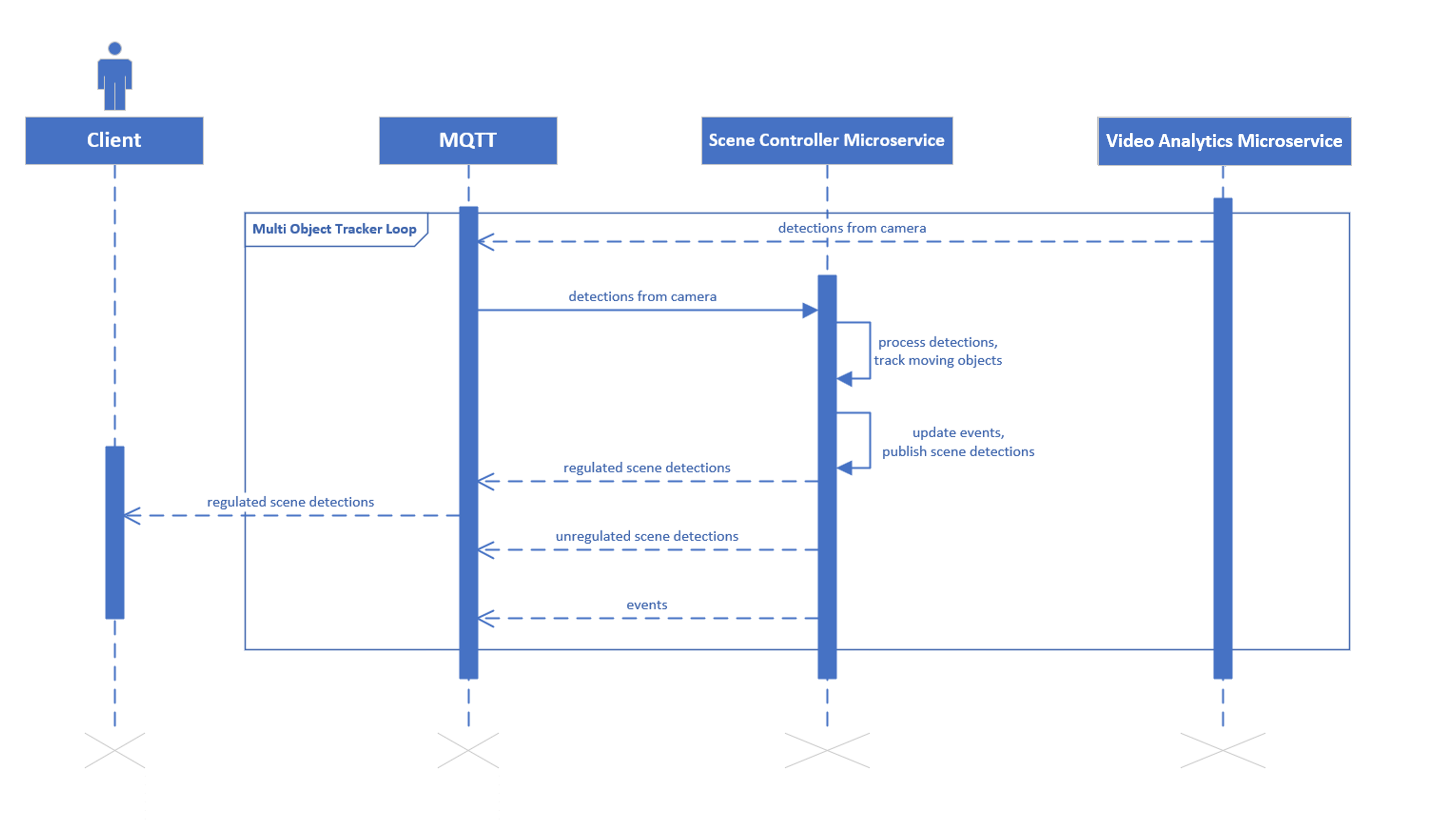 Client
MQTT
Scene Controller Microservice
Video Analytics Microservice
Multi Object Tracker Loop
detections from camera
detections from camera
process detections,
track moving objects
update events,
publish scene detections
regulated scene detections
regulated scene detections
unregulated scene detections
events